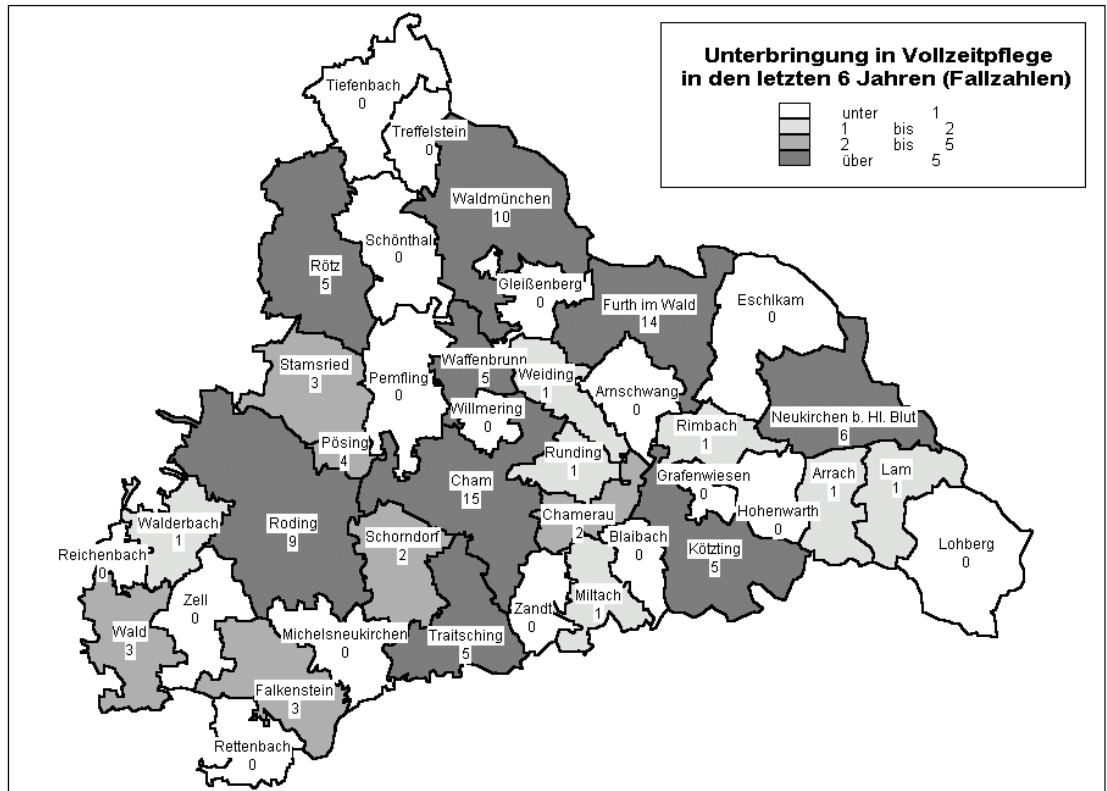 Unterbringung in Vollzeitpflege
in den letzten 6 Jahren (Fallzahlen)
unter 1
1 bis 2
2 bis 5
über 5
Tiefenbach
0
Treffelstein
0
Waldmünchen
10
Schönthal
0
Rötz
5
Gleißenberg
0
Furth im Wald
14
Eschlkam
0
Stamsried
3
Pemfling
0
Waffenbrunn
5
Weiding
1
Arnschwang
0
Willmering
0
Neukirchen b. Hl. Blut
6
Rimbach
1
Pösing
4
Runding
1
Cham
15
Grafenwiesen
0
Arrach
1
Lam
1
Hohenwarth
0
Chamerau
2
Walderbach
1
Roding
9
Schorndorf
2
Blaibach
0
Kötzting
5
Lohberg
0
Reichenbach
0
Zell
0
Miltach
1
Zandt
0
Wald
3
Michelsneukirchen
0
Traitsching
5
Falkenstein
3
Rettenbach
0